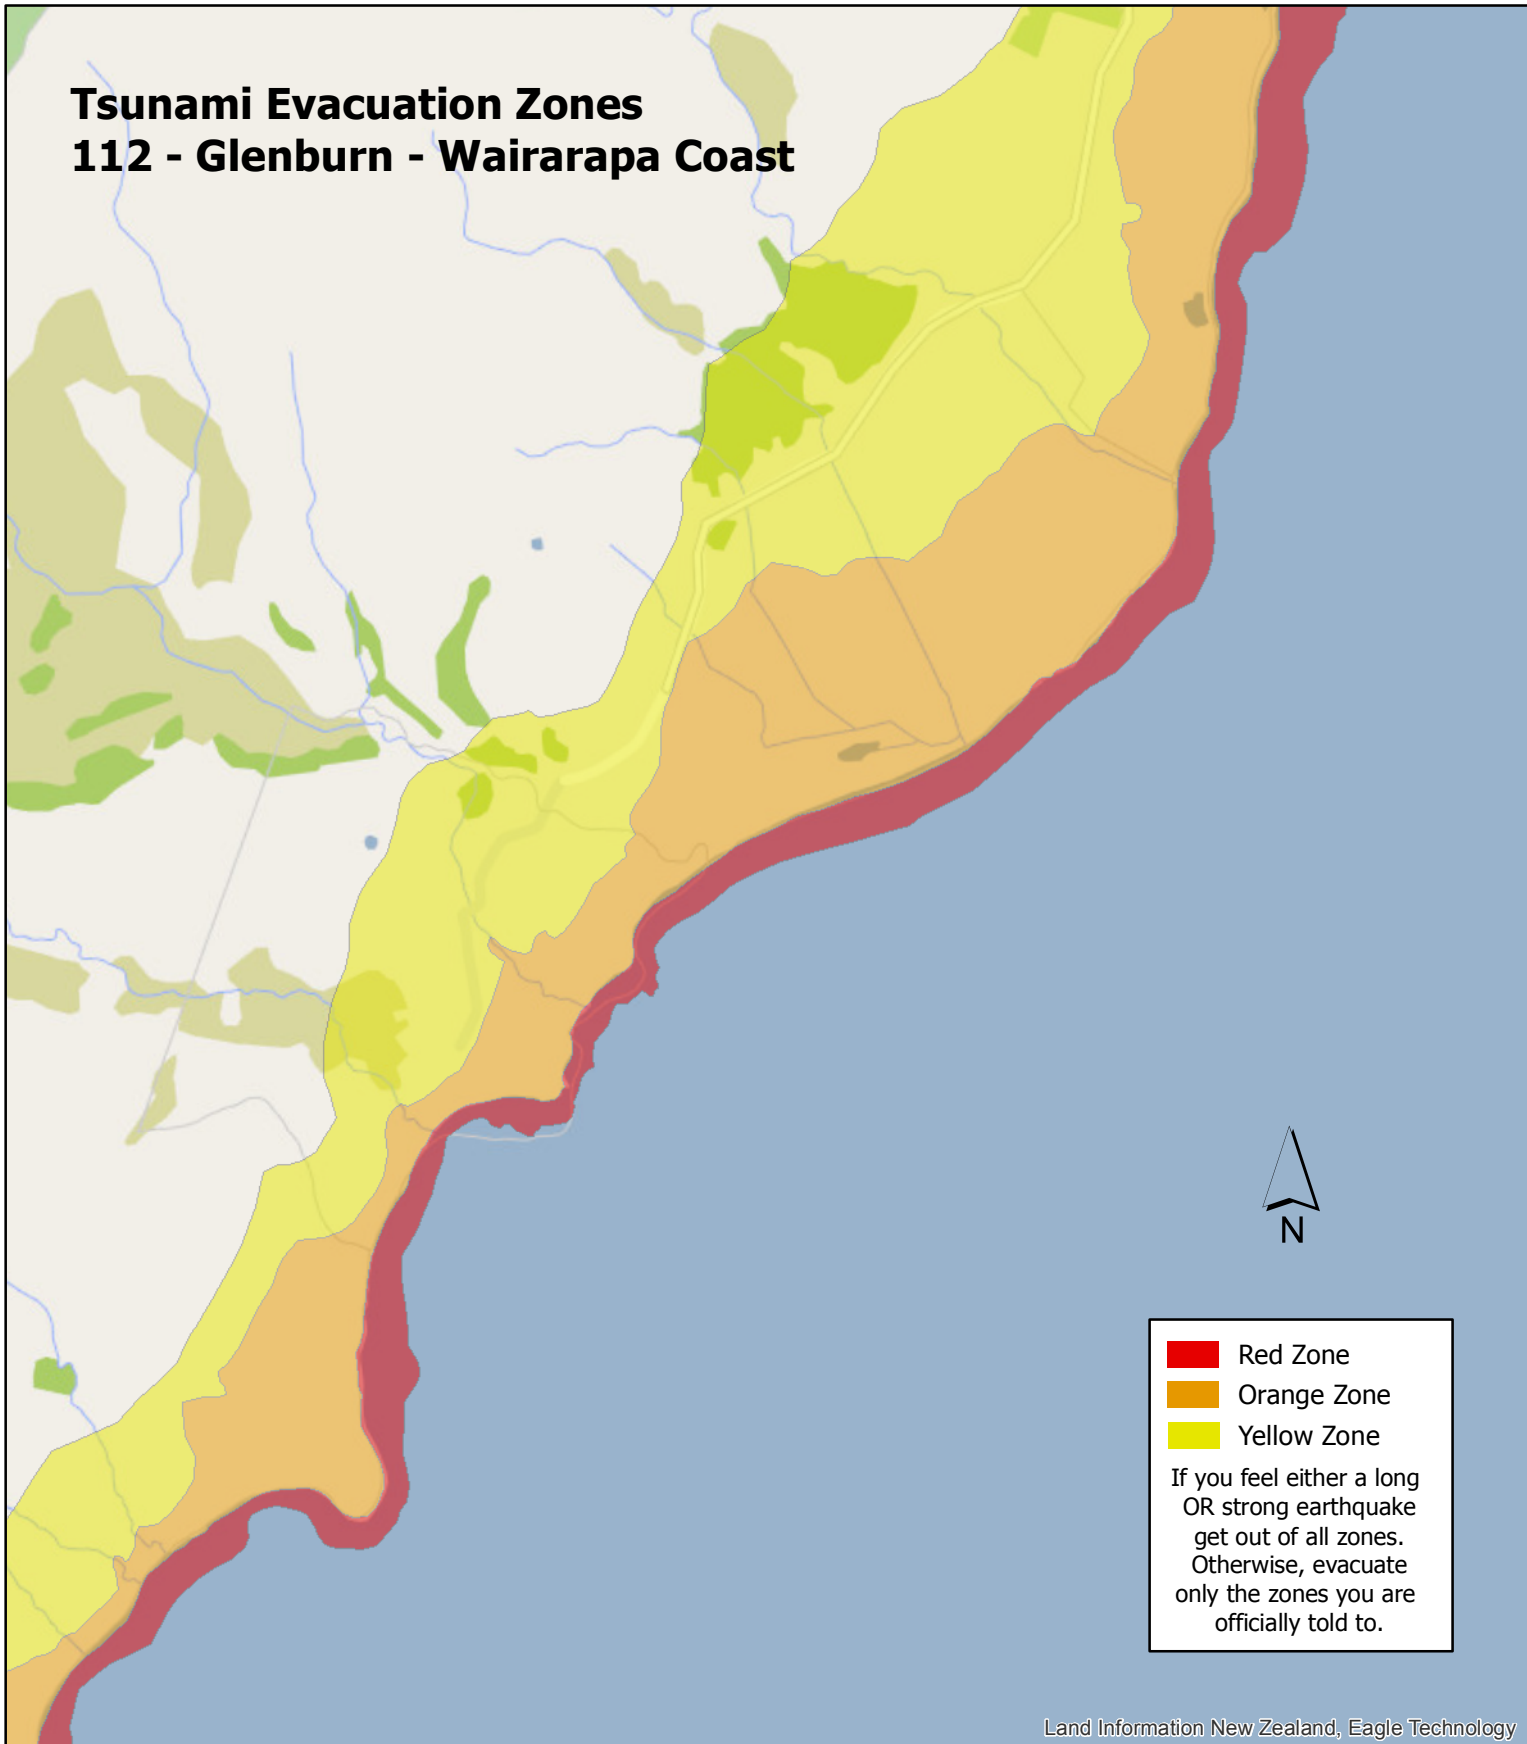 Tsunami Evacuation Zones
112 - Glenburn - Wairarapa Coast
N
Red Zone
Orange Zone
Yellow Zone
If you feel either a long
OR strong earthquake
get out of all zones.
Otherwise, evacuate
only the zones you are
officially told to.
Land Information New Zealand, Eagle Technology